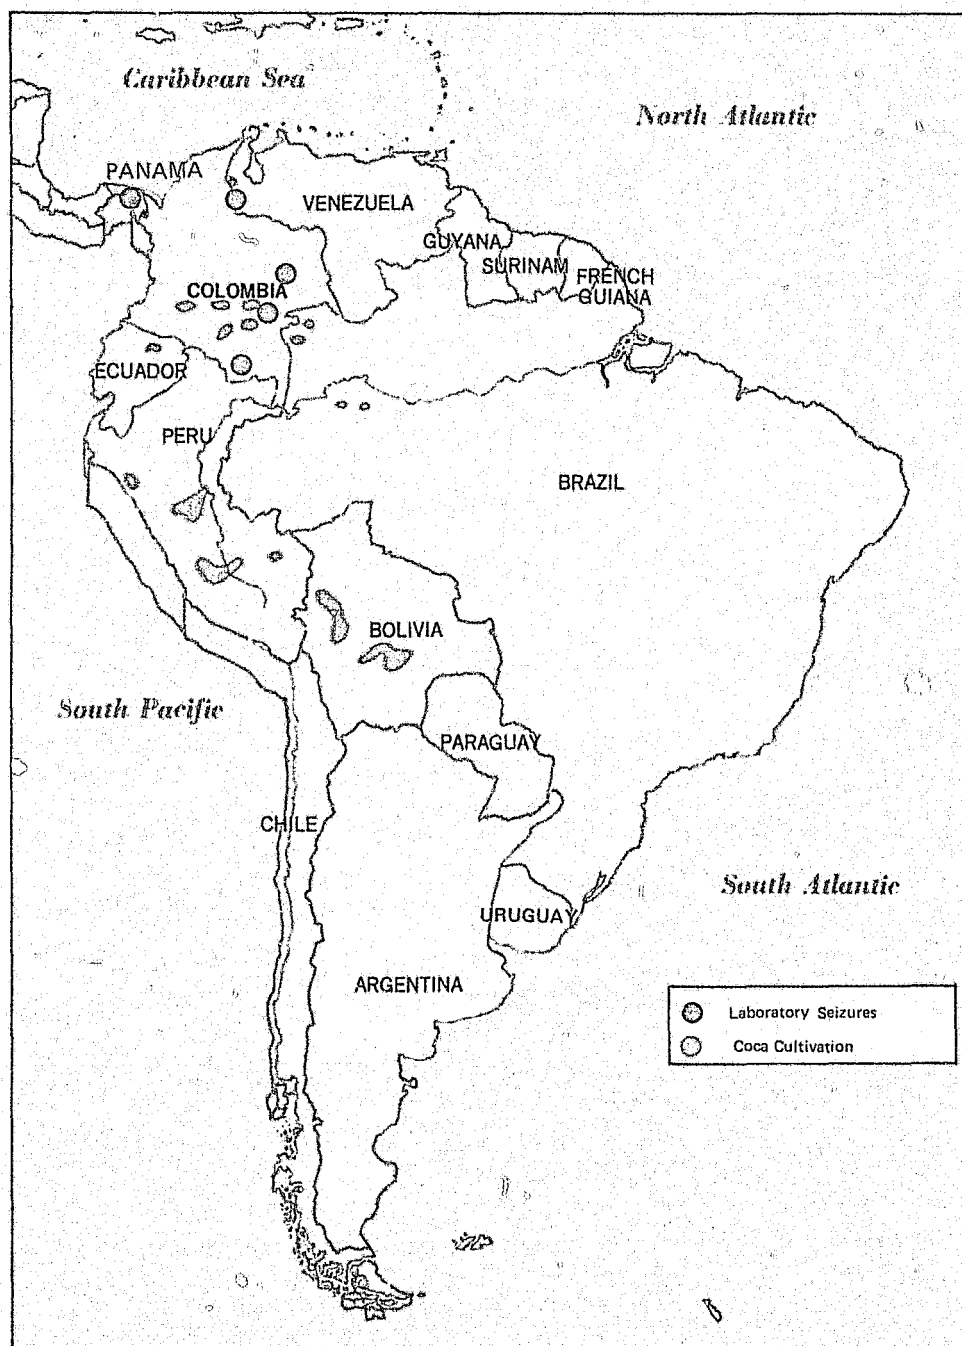 Caribbean Sea
North Atlantic
PANAMA
VENEZUELA
GUYANA
SURINAM
FRENCH
GUIANA
COLOMBIA
ECUADOR
PERU
BRAZIL
BOLIVIA
South Pacific
PARAGUAY
CHILE
South Atlantic
URUGUAY
ARGENTINA
Laboratory Seizures
Coca Cultivation